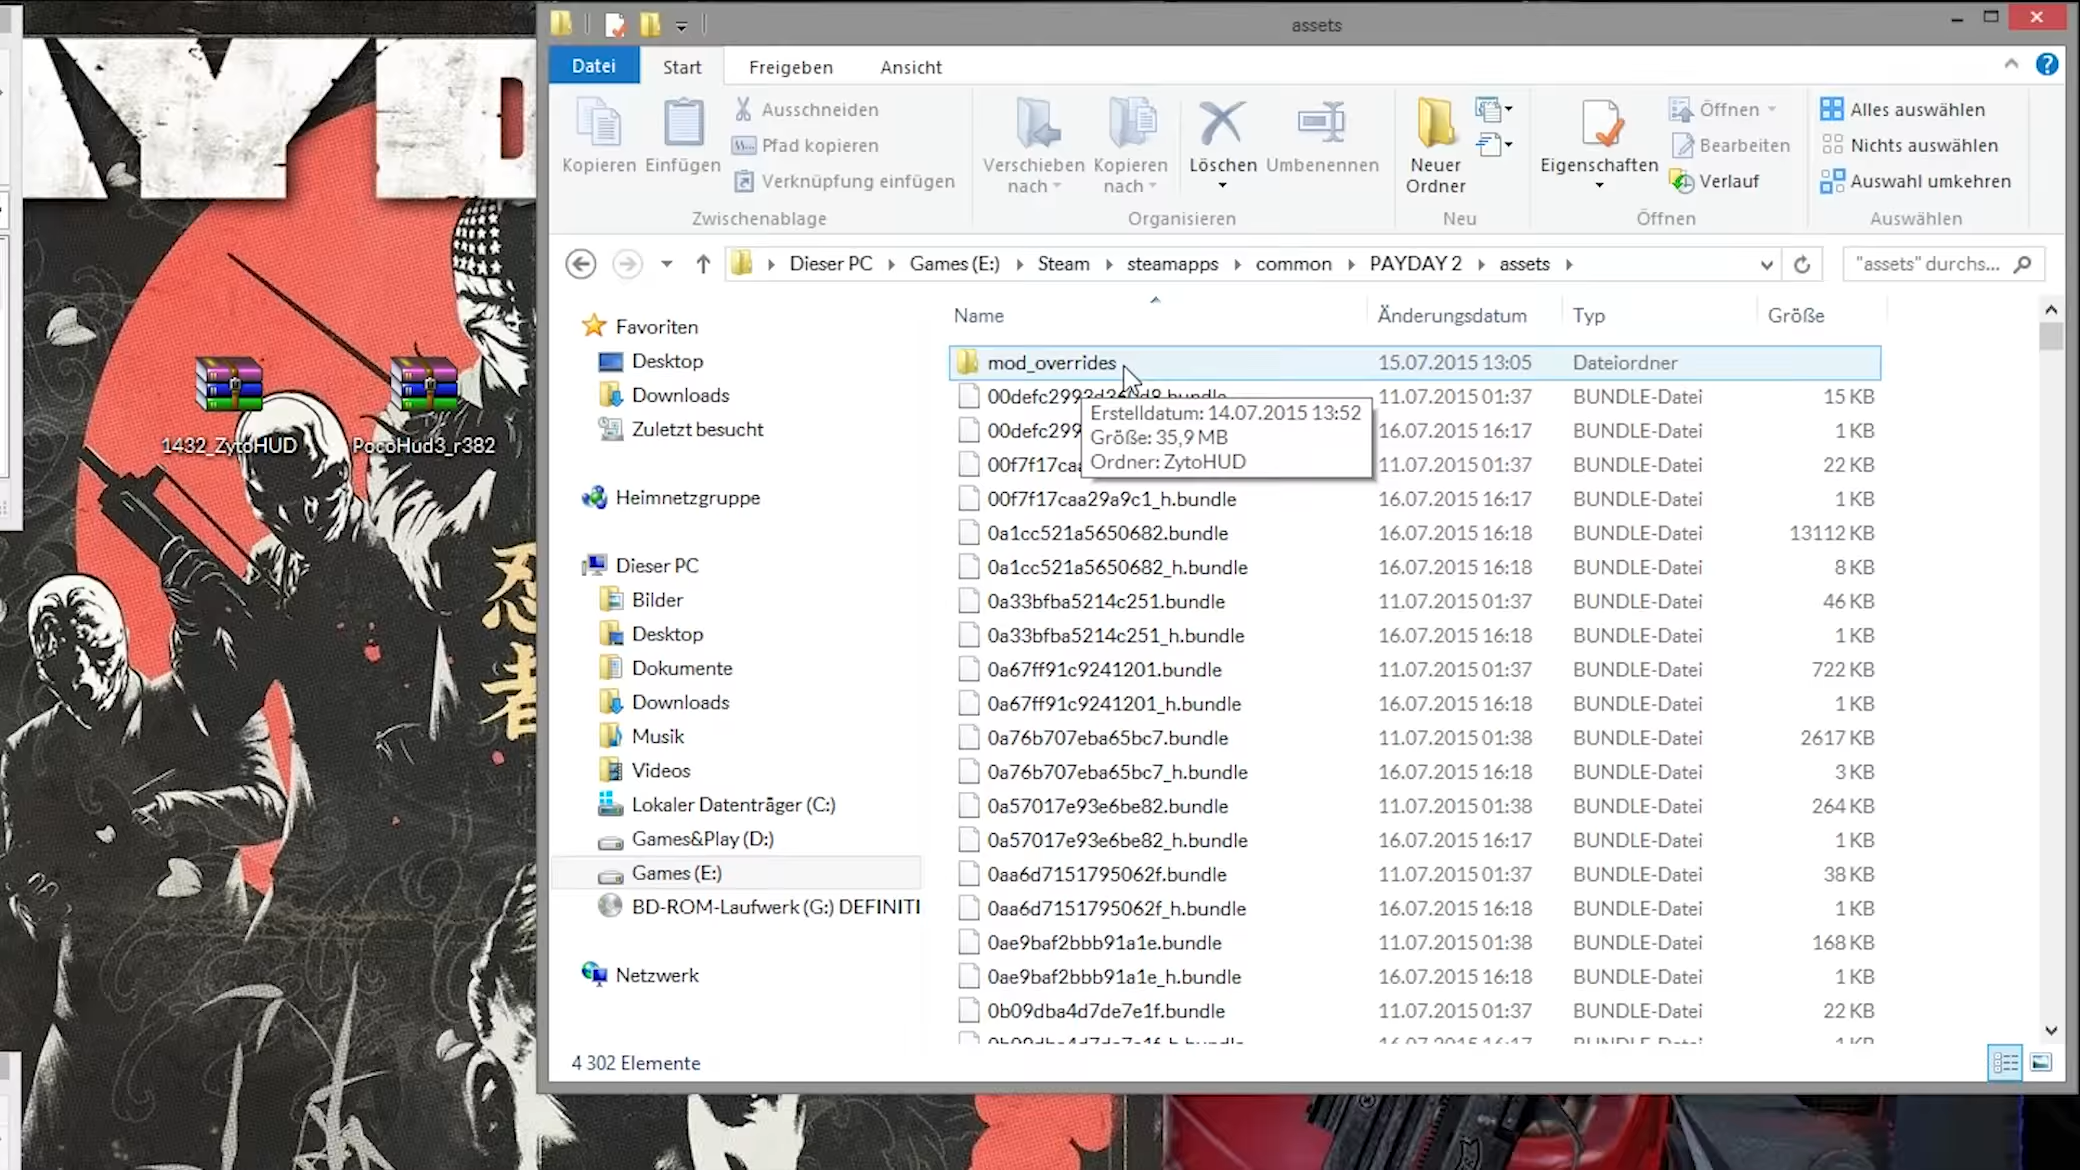 assets
Datei Start Freigeben Ansicht
Ausschneiden
Pfad kopieren
Verknüpfung einfügen
Kopieren Einfügen
Zwischenablage
Verschieben nach
Kopieren nach
Löschen
Umbenennen
Organisieren
Neuer Ordner
Neu
Eigenschaften
Öffnen
Bearbeiten
Verlauf
Öffnen
Alles auswählen
Nichts auswählen
Auswahl umkehren
Auswählen
Dieser PC Games (E:) Steam steamapps common PAYDAY 2 assets
"assets" durchs...
Favoriten
Desktop
Downloads
Zuletzt besucht
Heimnetzgruppe
Dieser PC
Bilder
Desktop
Dokumente
Downloads
Musik
Videos
Lokaler Datenträger (C:)
Games&Play (D:)
Games (E:)
BD-ROM-Laufwerk (G:) DEFINITI
Netzwerk
Name Änderungsdatum Typ Größe
mod_overrides 15.07.2015 13:05 Dateiordner
11.07.2015 01:37 BUNDLE-Datei 15 KB
00defc299 16.07.2015 16:17 BUNDLE-Datei 1 KB
00f7f17caa 11.07.2015 01:37 BUNDLE-Datei 22 KB
00f7f17caa29a9c1_h.bundle 16.07.2015 16:17 BUNDLE-Datei 1 KB
0a1cc521a5650682.bundle 16.07.2015 16:18 BUNDLE-Datei 13112 KB
0a1cc521a5650682_h.bundle 16.07.2015 16:18 BUNDLE-Datei 8 KB
0a33bfba5214c251.bundle 11.07.2015 01:37 BUNDLE-Datei 46 KB
0a33bfba5214c251_h.bundle 16.07.2015 16:18 BUNDLE-Datei 1 KB
0a67ff91c9241201.bundle 11.07.2015 01:37 BUNDLE-Datei 722 KB
0a67ff91c9241201_h.bundle 16.07.2015 16:18 BUNDLE-Datei 1 KB
0a76b707eba65bc7.bundle 11.07.2015 01:38 BUNDLE-Datei 2617 KB
0a76b707eba65bc7_h.bundle 16.07.2015 16:18 BUNDLE-Datei 3 KB
0a57017e93e6be82.bundle 11.07.2015 01:38 BUNDLE-Datei 264 KB
0a57017e93e6be82_h.bundle 16.07.2015 16:17 BUNDLE-Datei 1 KB
0aa6d7151795062f.bundle 11.07.2015 01:37 BUNDLE-Datei 38 KB
0aa6d7151795062f_h.bundle 16.07.2015 16:18 BUNDLE-Datei 1 KB
0ae9baf2bbb91a1e.bundle 11.07.2015 01:38 BUNDLE-Datei 168 KB
0ae9baf2bbb91a1e_h.bundle 16.07.2015 16:18 BUNDLE-Datei 1 KB
0b09dba4d7de7e1f.bundle 11.07.2015 01:37 BUNDLE-Datei 22 KB
Erstelldatum: 14.07.2015 13:52
Größe: 35,9 MB
Ordner: ZytoHUD
4 302 Elemente
1432_ZytoHUD
PocoHud3_r382
忍者